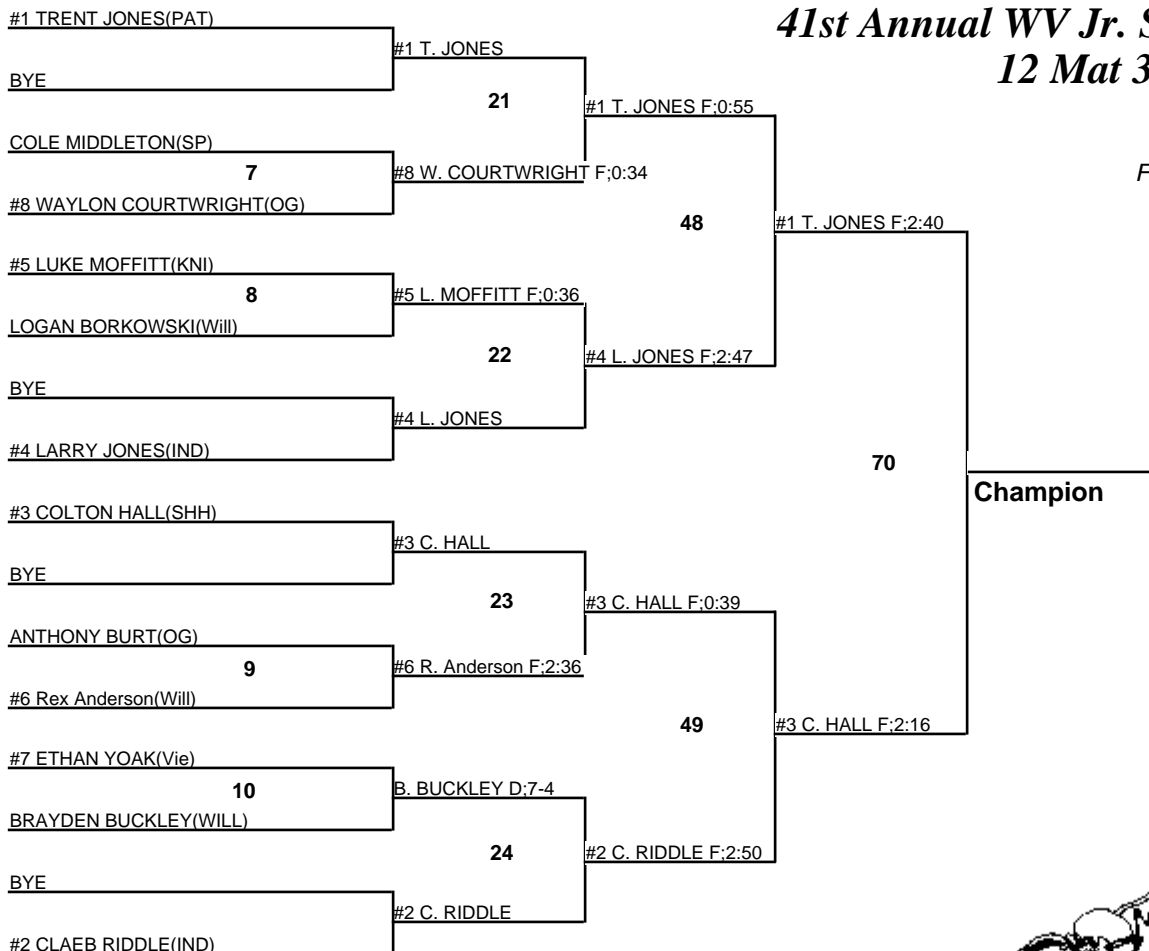 41st Annual WV Jr. S
12 Mat 3
F
#1 TRENT JONES(PAT)
BYE
COLE MIDDLETON(SP)
7
#8 WAYLON COURTWRIGHT(OG)
#5 LUKE MOFFITT(KNI)
8
LOGAN BORKOWSKI(Will)
BYE
#4 LARRY JONES(IND)
#3 COLTON HALL(SHH)
BYE
ANTHONY BURT(OG)
9
#6 Rex Anderson(Will)
#7 ETHAN YOAK(Vie)
10
BRAYDEN BUCKLEY(WILL)
BYE
#2 CLAEB RIDDLE(IND)
#1 T. JONES
21
#8 W. COURTWRIGHT F;0:34
#5 L. MOFFITT F;0:36
22
#4 L. JONES
#3 C. HALL
23
#6 R. Anderson F;2:36
B. BUCKLEY D;7-4
24
#2 C. RIDDLE
#1 T. JONES F;0:55
48
#4 L. JONES F;2:47
#3 C. HALL F;0:39
49
#2 C. RIDDLE F;2:50
#1 T. JONES F;2:40
70
#3 C. HALL F;2:16
Champion